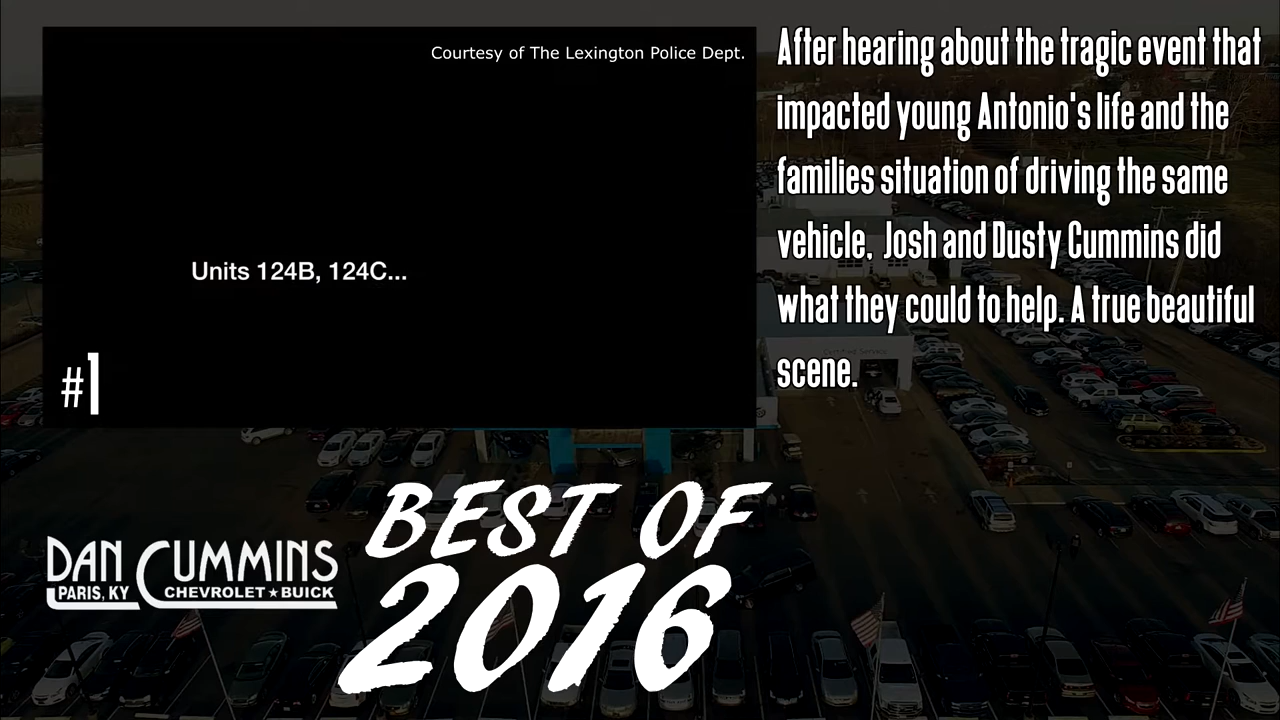 Courtesy of The Lexington Police Dept.
Units 124B, 124C...
#1
After hearing about the tragic event that
impacted young Antonio's life and the
families situation of driving the same
vehicle, Josh and Dusty Cummins did
what they could to help. A true beautiful
scene.
DAN CUMMINS
PARIS, KY CHEVROLET ★ BUICK
BEST OF
2016